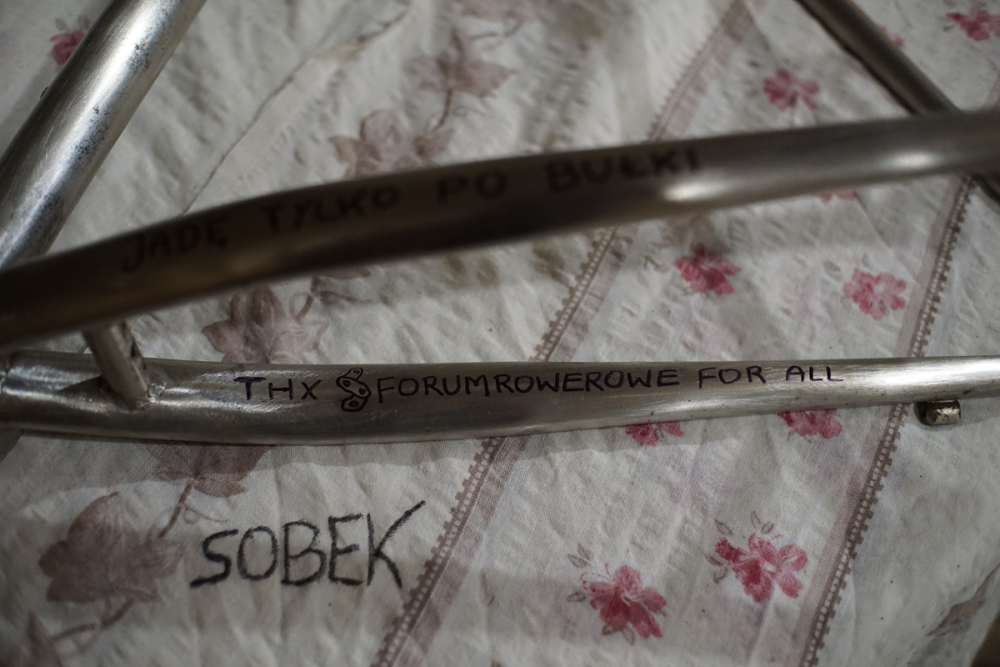 JADĘ TYLKO PO BUŁKI
THX FORUMROWEROWE FOR ALL
SOBEK